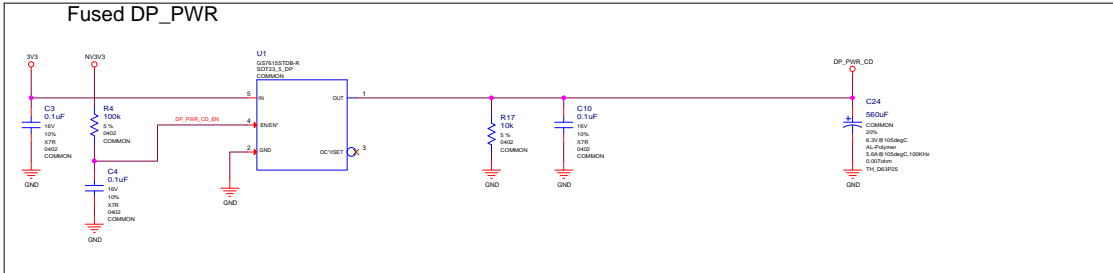 Fused DP_PWR
3V3
NV3V3
C3
0.1uF
16V
10%
X7R
0402
COMMON
GND
R4
100k
5 %
0402
COMMON
C4
0.1uF
16V
10%
X7R
0402
COMMON
GND
DP_PWR_CD_EN
U1
GS7615STDB-R
SOT23_5_DP
COMMON
5
IN
4
EN/EN*
2
GND
OUT
1
OC*/ISET
3
GND
R17
10k
5 %
0402
COMMON
GND
C10
0.1uF
16V
10%
X7R
0402
COMMON
GND
DP_PWR_CD
+
C24
560uF
COMMON
20%
6.3V@105degC
AL-Polymer
5.6A@105degC,100KHz
0.007ohm
TH_D63P25
GND